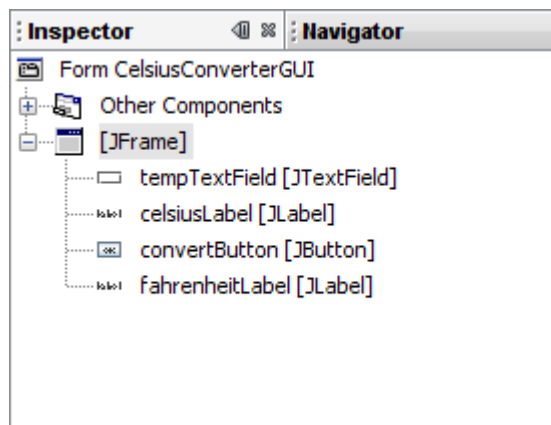 Inspector Navigator
Form CelsiusConverterGUI
Other Components
[JFrame]
tempTextField [JTextField]
celsiusLabel [JLabel]
convertButton [JButton]
fahrenheitLabel [JLabel]